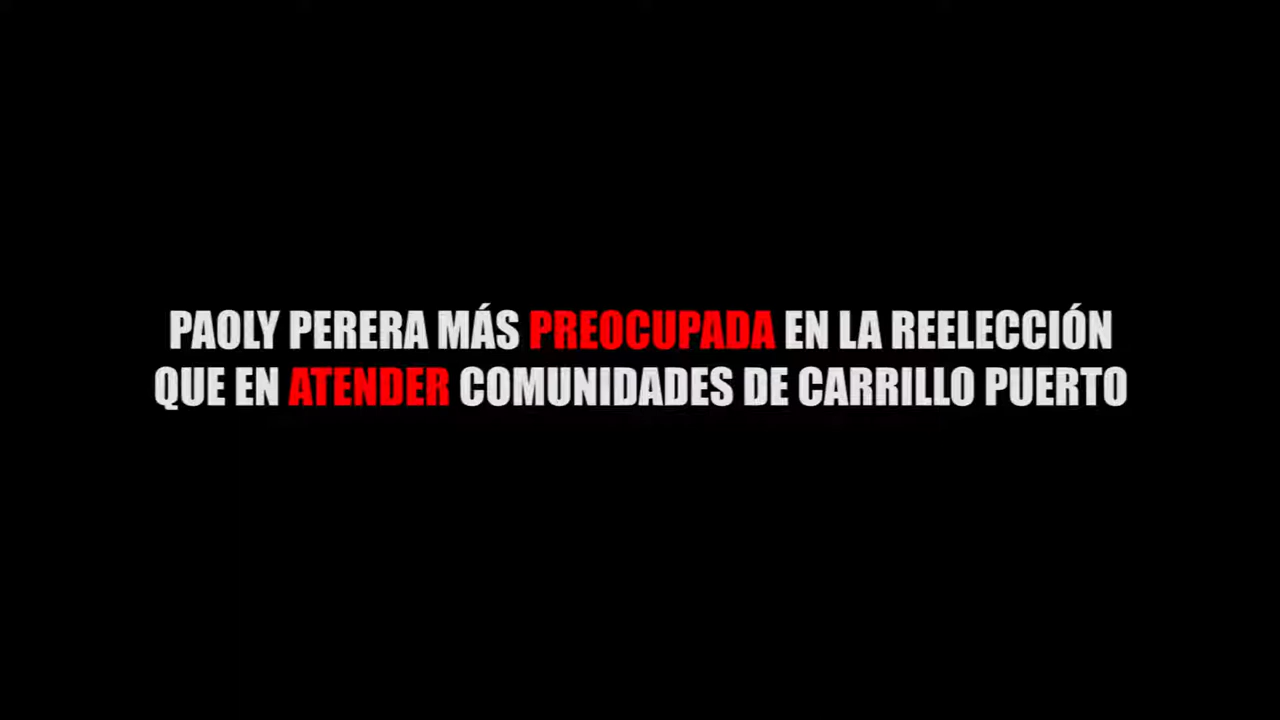 PAOLY PERERA MÁS PREOCUPADA EN LA REELECCIÓN
QUE EN ATENDER COMUNIDADES DE CARRILLO PUERTO